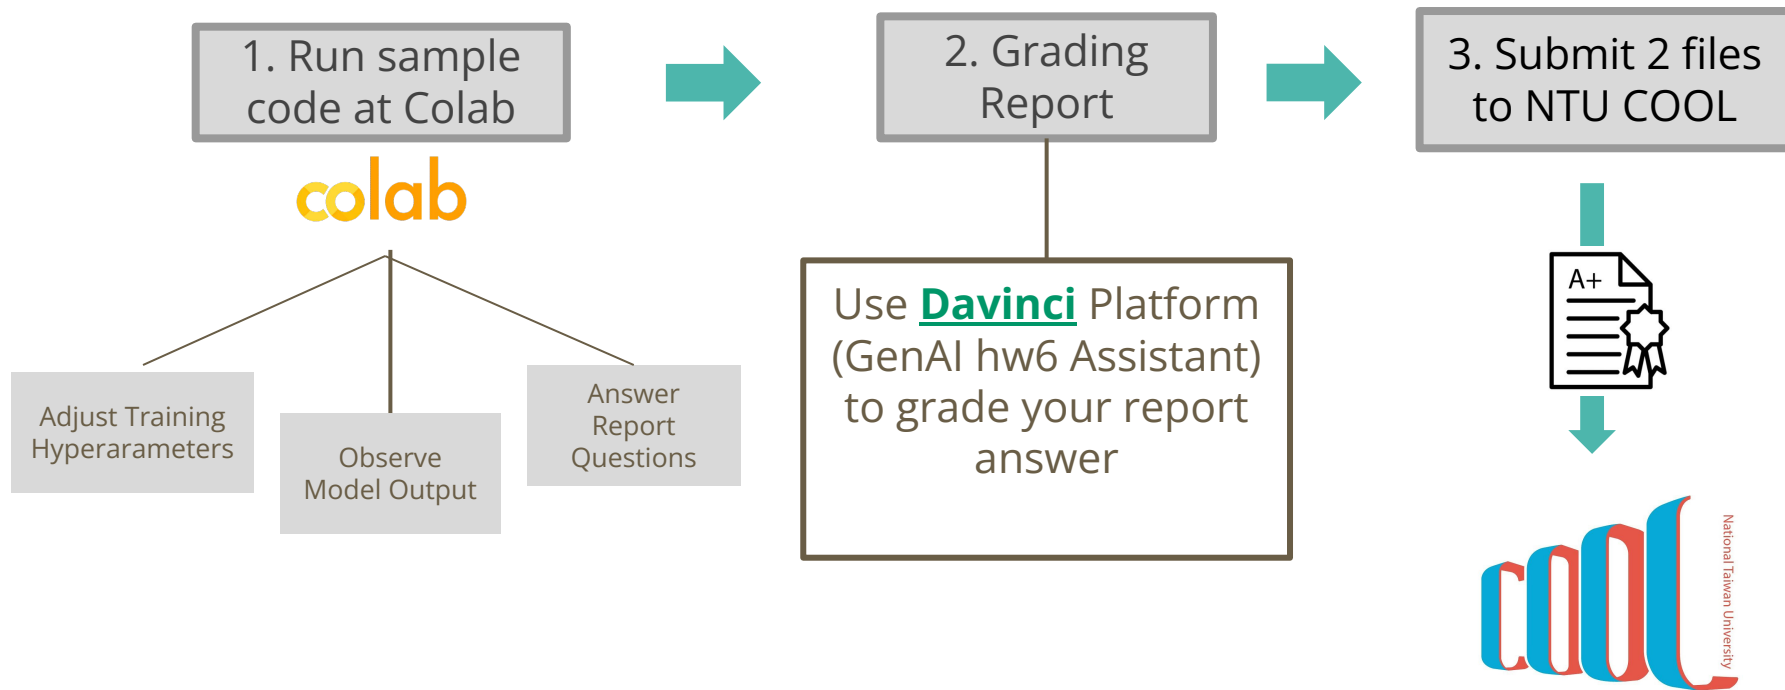 1. Run sample
code at Colab
2. Grading
Report
3. Submit 2 files
to NTU COOL
colab
Adjust Training
Hyperarameters
Observe
Model Output
Answer
Report
Questions
Use Davinci Platform
(GenAI hw6 Assistant)
to grade your report
answer
A+
COOL
National Taiwan University